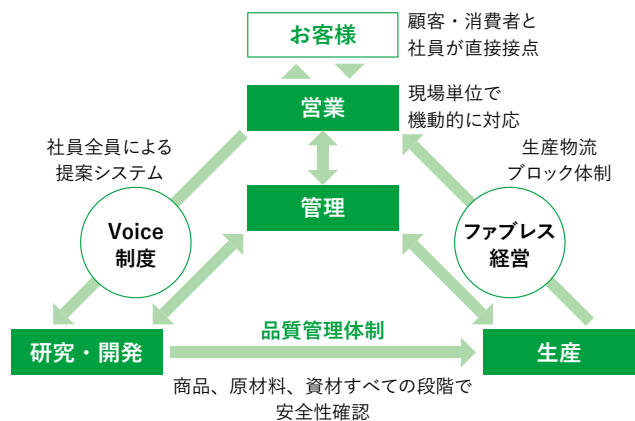 お客様
顧客・消費者と
社員が直接接点
営業
現場単位で
機動的に対応
社員全員による
提案システム
生産物流
ブロック体制
管理
Voice
制度
ファブレス
経営
研究・開発
品質管理体制
生産
商品、原材料、資材すべての段階で
安全性確認